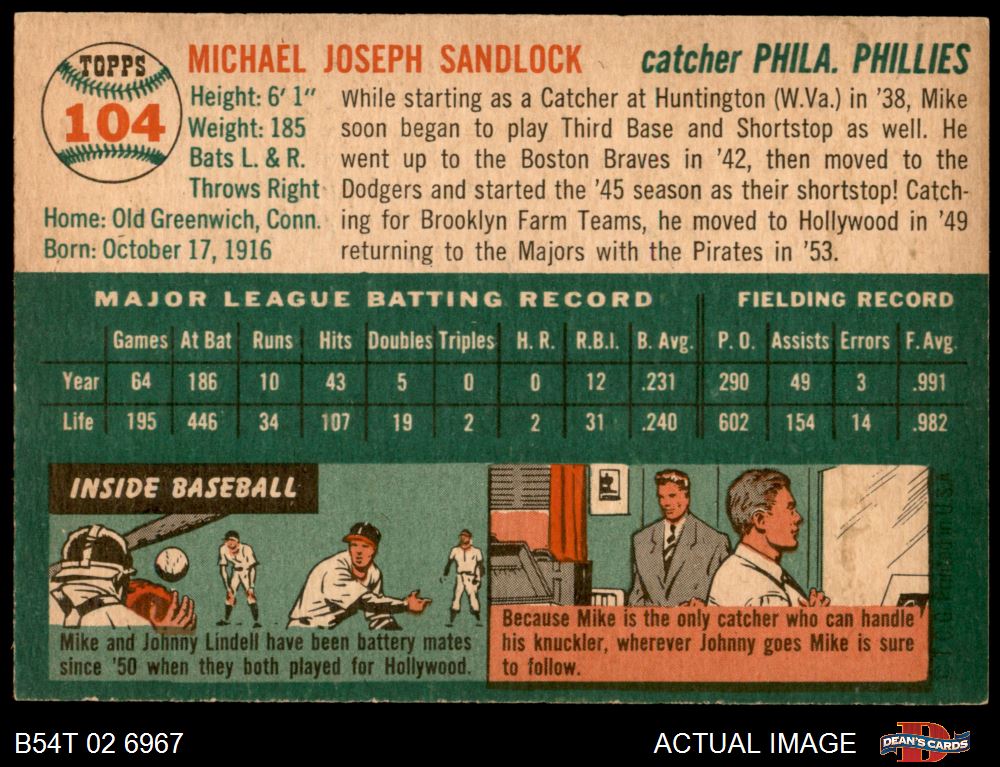 TOPPS
104
MICHAEL JOSEPH SANDLOCK
catcher PHILA. PHILLIES
Height: 6' 1"
Weight: 185
Bats L. & R.
Throws Right
Home: Old Greenwich, Conn.
Born: October 17, 1916
While starting as a Catcher at Huntington (W.Va.) in '38, Mike
soon began to play Third Base and Shortstop as well. He
went up to the Boston Braves in '42, then moved to the
Dodgers and started the '45 season as their shortstop! Catch-
ing for Brooklyn Farm Teams, he moved to Hollywood in '49
returning to the Majors with the Pirates in '53.
MAJOR LEAGUE BATTING RECORD FIELDING RECORD
Games At Bat Runs Hits Doubles Triples H. R. R.B.I. B. Avg. P. O. Assists Errors F. Avg.
Year 64 186 10 43 5 0 0 12 .231 290 49 3 .991
Life 195 446 34 107 19 2 2 31 .240 602 154 14 .982
INSIDE BASEBALL
Mike and Johnny Lindell have been battery mates
since '50 when they both played for Hollywood.
Because Mike is the only catcher who can handle
his knuckler, wherever Johnny goes Mike is sure
to follow.
B54T 02 6967
ACTUAL IMAGE
DEAN'S CARDS